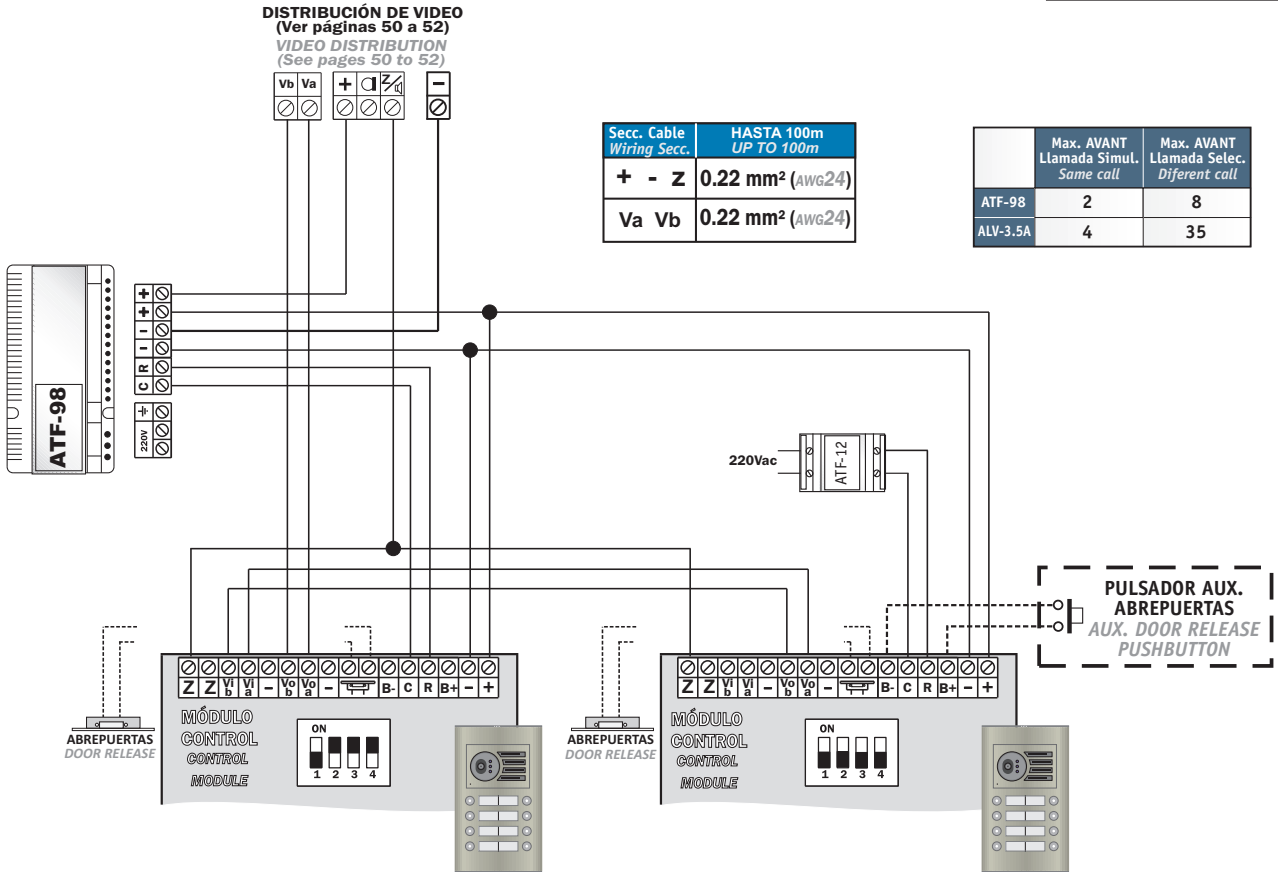 DISTRIBUCIÓN DE VIDEO
(Ver páginas 50 a 52)
VIDEO DISTRIBUTION
(See pages 50 to 52)
Vb Va + Z/ -
Secc. Cable
Wiring Secc.
HASTA 100m
UP TO 100m
+ - Z 0.22 mm² (AWG24)
Va Vb 0.22 mm² (AWG24)
Max. AVANT
Llamada Simul.
Same call
Max. AVANT
Llamada Selec.
Diferent call
ATF-98 2 8
ALV-3.5A 4 35
ATF-98
+
+
-
-
R
C
220V
220Vac
ATF-12
PULSADOR AUX.
ABREPUERTAS
AUX. DOOR RELEASE
PUSHBUTTON
Z Z Vi b Vi a - Vo b Vo a - B- C R B+ - +
MÓDULO
CONTROL
CONTROL
MODULE
ON
1 2 3 4
ABREPUERTAS
DOOR RELEASE
Z Z Vi b Vi a - Vo b Vo a - B- C R B+ - +
MÓDULO
CONTROL
CONTROL
MODULE
ON
1 2 3 4
ABREPUERTAS
DOOR RELEASE